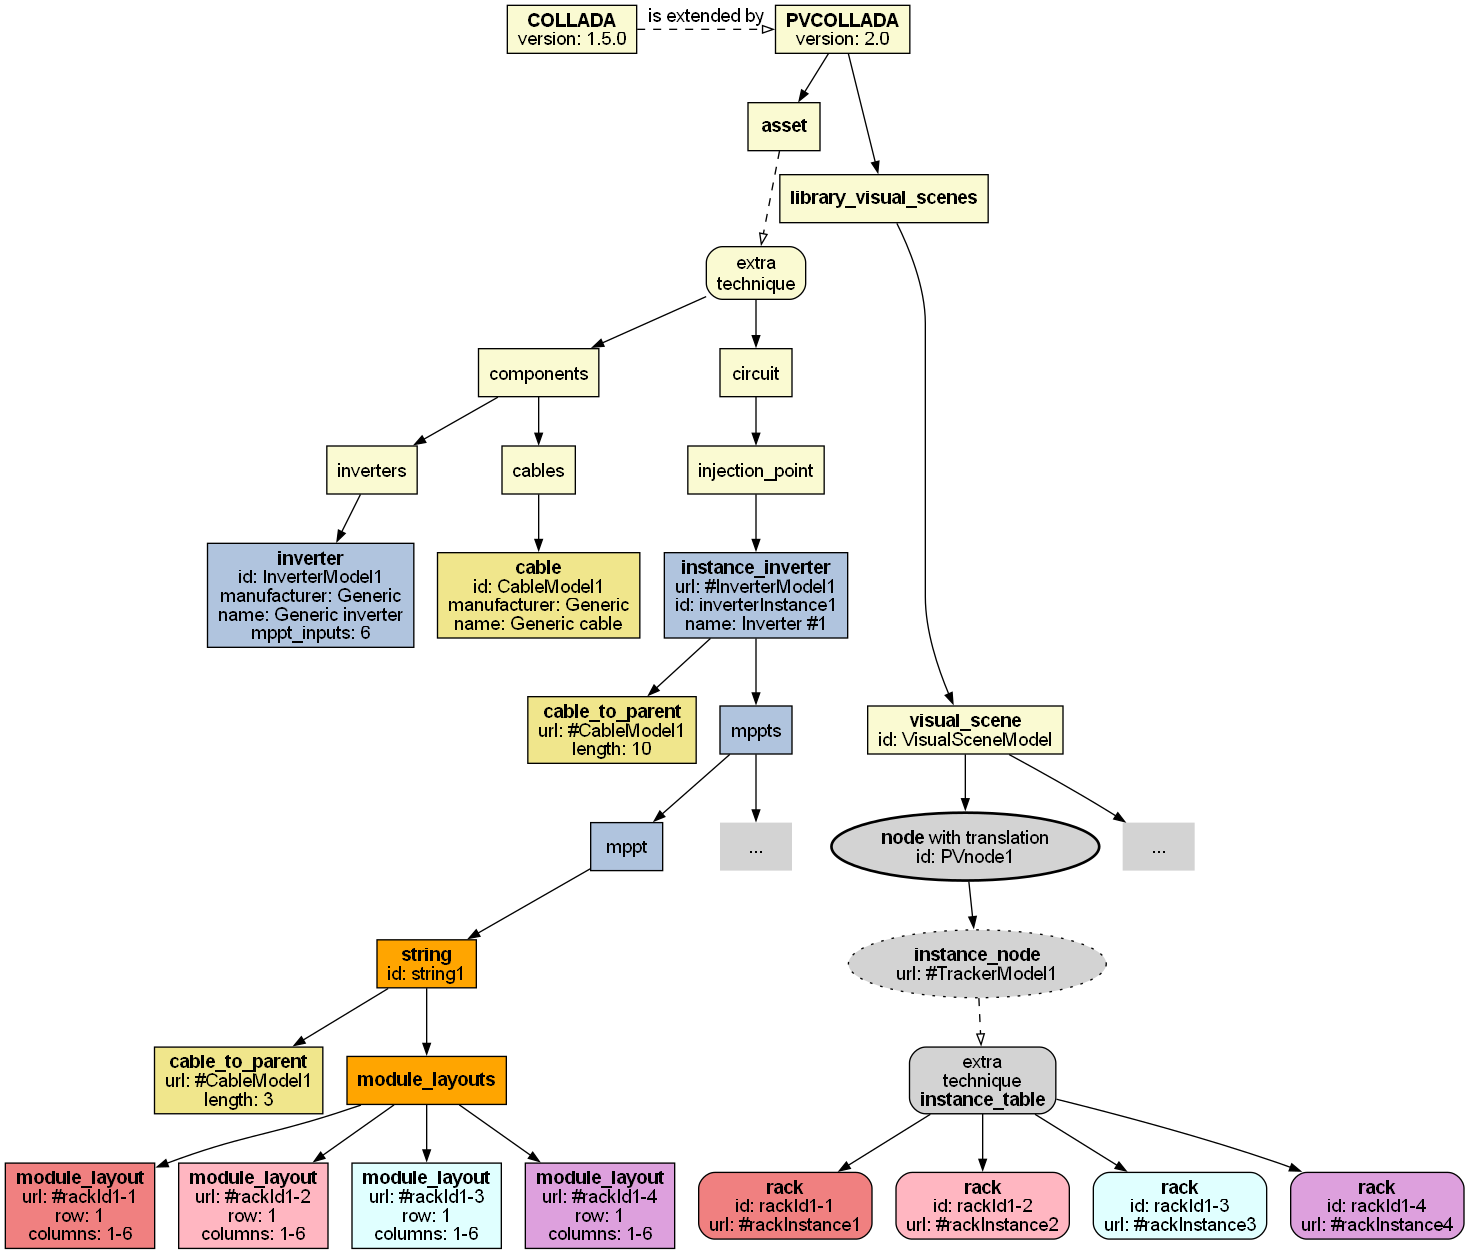 COLLADA
version: 1.5.0
is extended by
PVCOLLADA
version: 2.0
asset
library_visual_scenes
extra
technique
components
circuit
inverters
cables
injection_point
inverter
id: InverterModel1
manufacturer: Generic
name: Generic inverter
mppt_inputs: 6
cable
id: CableModel1
manufacturer: Generic
name: Generic cable
instance_inverter
url: #InverterModel1
id: inverterInstance1
name: Inverter #1
cable_to_parent
url: #CableModel1
length: 10
mppts
visual_scene
id: VisualSceneModel
mppt
...
node with translation
id: PVnode1
...
string
id: string1
instance_node
url: #TrackerModel1
cable_to_parent
url: #CableModel1
length: 3
module_layouts
extra
technique
instance_table
module_layout
url: #rackId1-1
row: 1
columns: 1-6
module_layout
url: #rackId1-2
row: 1
columns: 1-6
module_layout
url: #rackId1-3
row: 1
columns: 1-6
module_layout
url: #rackId1-4
row: 1
columns: 1-6
rack
id: rackId1-1
url: #rackInstance1
rack
id: rackId1-2
url: #rackInstance2
rack
id: rackId1-3
url: #rackInstance3
rack
id: rackId1-4
url: #rackInstance4